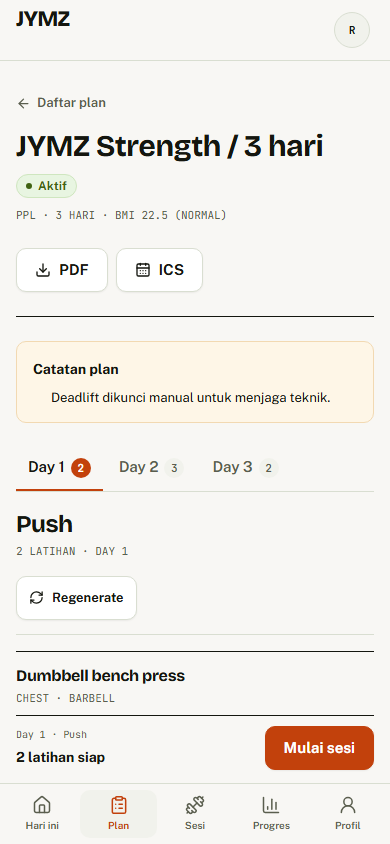 JYMZ
R
Daftar plan
JYMZ Strength / 3 hari
Aktif
PPL · 3 HARI · BMI 22.5 (NORMAL)
PDF ICS
Catatan plan
Deadlift dikunci manual untuk menjaga teknik.
Day 1 2 Day 2 3 Day 3 2
Push
2 LATIHAN · DAY 1
Regenerate
Dumbbell bench press
CHEST · BARBELL
Day 1 · Push
2 latihan siap
Mulai sesi
Hari ini Plan Sesi Progres Profil